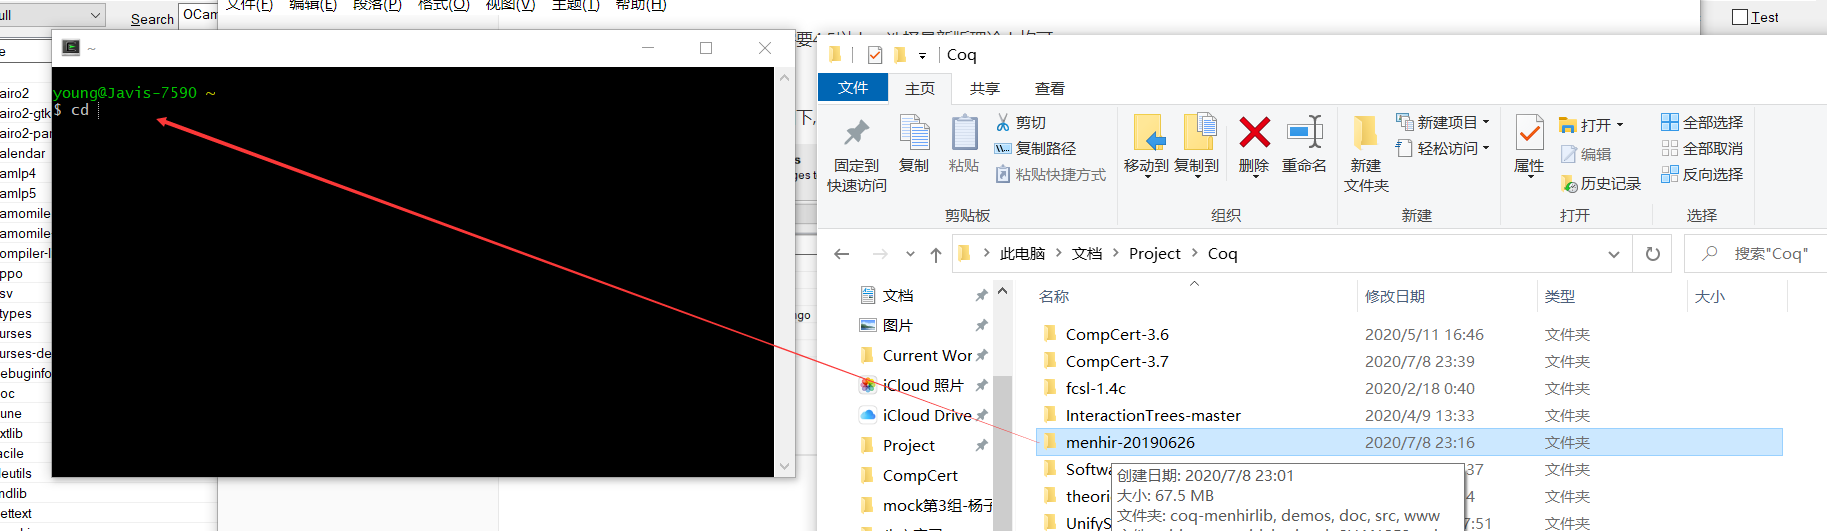 文件(F) 编辑(E) 段落(P) 格式(O) 视图(V) 主题(T) 帮助(H)
Search
OCam
Test
~
Coq
文件 主页 共享 查看
young@Javis-7590 ~
$ cd
airo2
airo2-gtk
airo2-par
alendar
amlp4
amlp5
amomile
amomile
ompiler-l
ppo
sv
types
urses
urses-de
ebuginfo
oc
une
xtlib
acile
leutils
ndlib
ettext
固定到
快速访问
复制
粘贴
剪切
复制路径
粘贴快捷方式
剪贴板
移动到
复制到
删除
重命名
组织
新建
文件夹
新建项目
轻松访问
新建
属性
打开
编辑
历史记录
打开
全部选择
全部取消
反向选择
选择
此电脑 > 文档 > Project > Coq
搜索"Coq"
文档
图片
Current Wor
iCloud 照片
iCloud Drive
Project
CompCert
mock第3组-杨子
名称 修改日期 类型 大小
CompCert-3.6 2020/5/11 16:46 文件夹
CompCert-3.7 2020/7/8 23:39 文件夹
fcsl-1.4c 2020/2/18 0:40 文件夹
InteractionTrees-master 2020/4/9 13:33 文件夹
menhir-20190626 2020/7/8 23:16 文件夹
Softwa 37 文件夹
theori 4 文件夹
UnifyS 7:51 文件夹
创建日期: 2020/7/8 23:01
大小: 67.5 MB
文件夹: coq-menhirlib, demos, doc, src, www